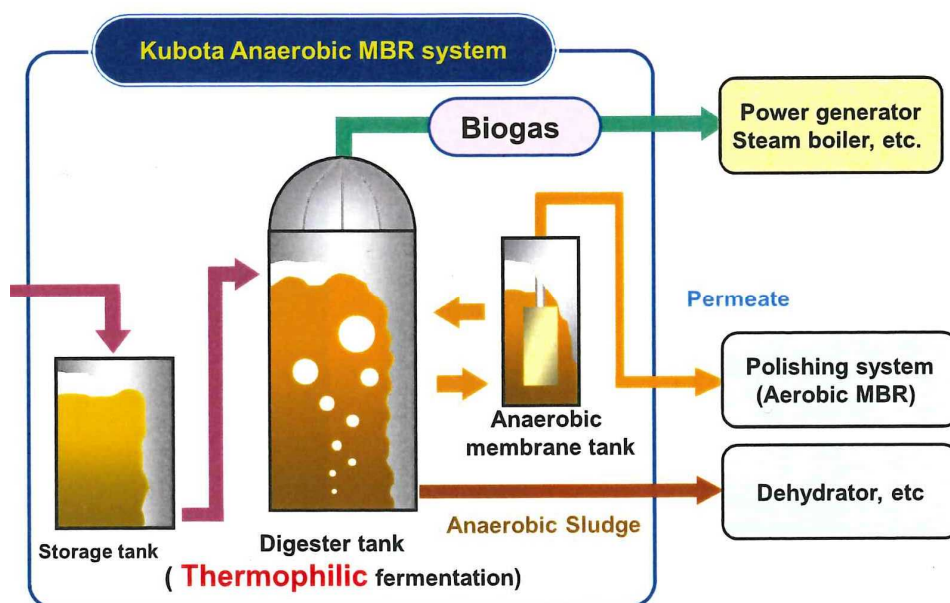 Kubota Anaerobic MBR system
Biogas
Power generator
Steam boiler, etc.
Permeate
Polishing system
(Aerobic MBR)
Anaerobic
membrane tank
Dehydrator, etc
Anaerobic Sludge
Storage tank
Digester tank
( Thermophilic fermentation)